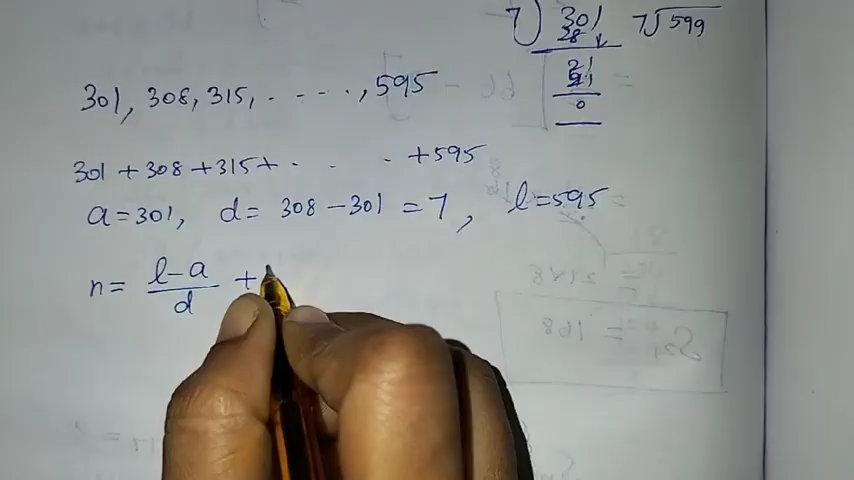 7)301 7)599
28
21
21
0
301, 308, 315, . - . . . ., 595
301 + 308 + 315 + . . . + 595
a = 301, d = 308 - 301 = 7, l = 595
n = (l - a)/d +